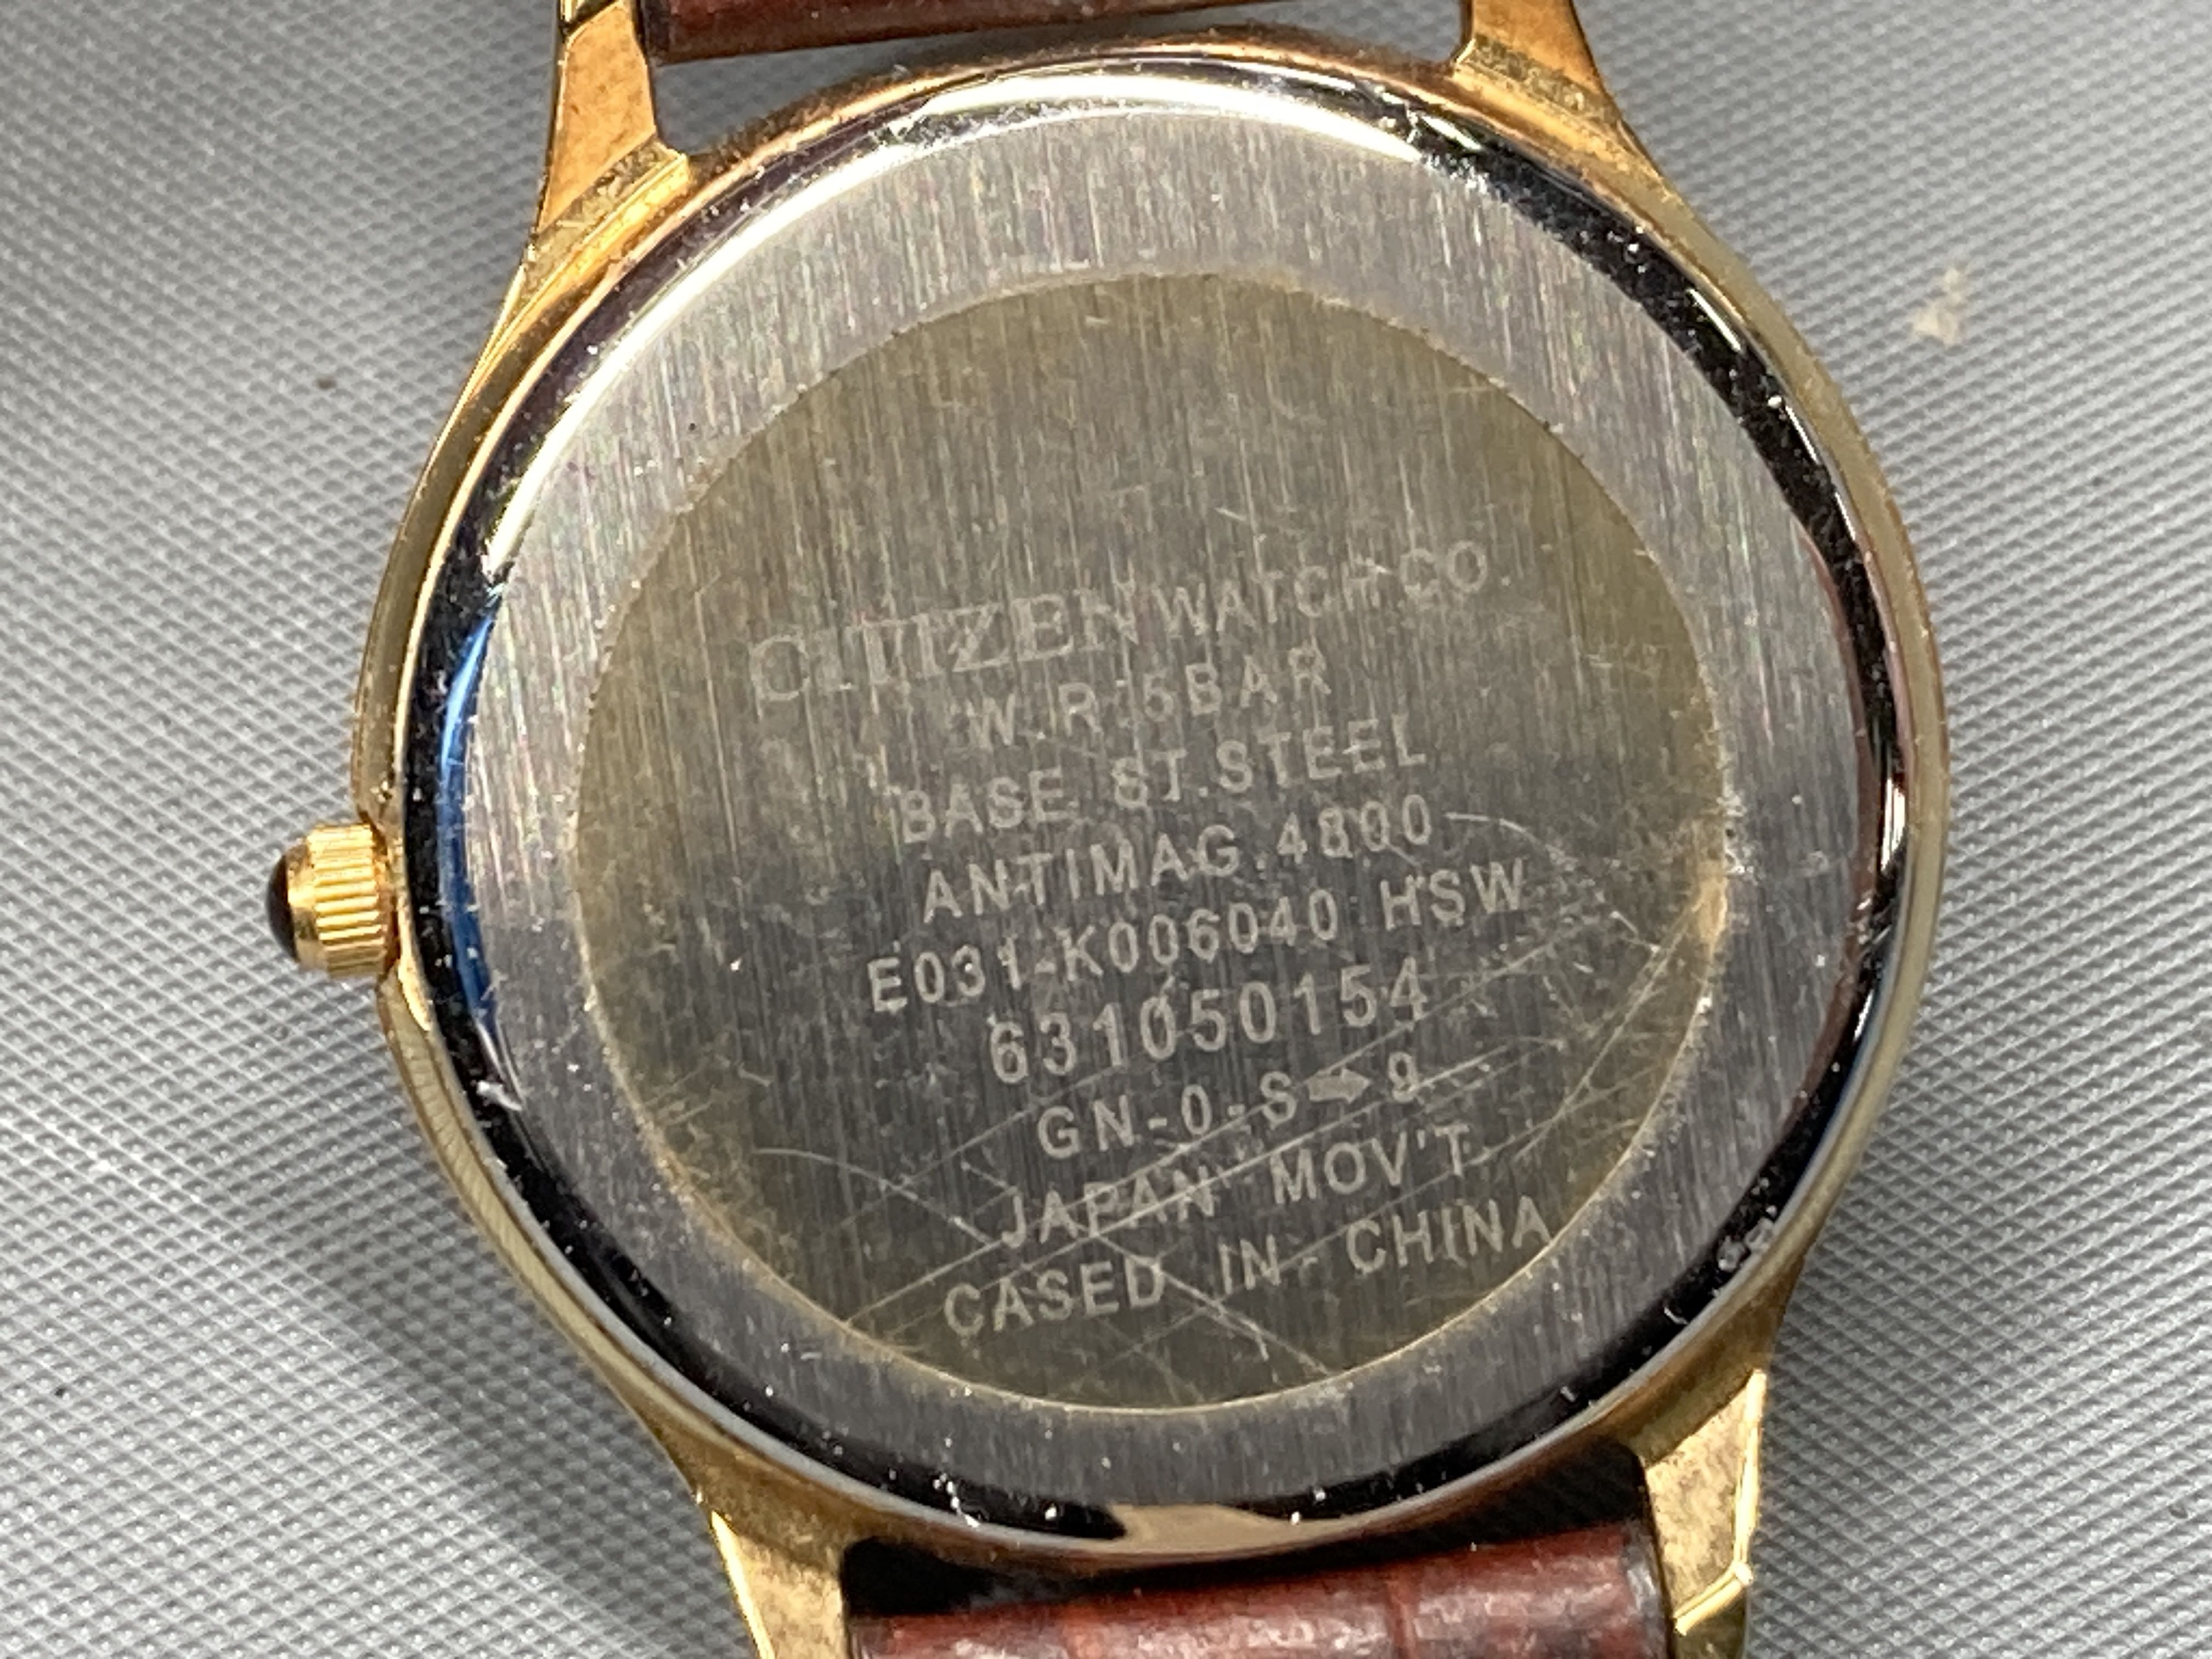 CITIZEN WATCH CO.
W.R.5BAR
BASE ST.STEEL
ANTIMAG.4800
E031-K006040 HSW
631050154
GN-0-S➡9
JAPAN MOV'T
CASED IN CHINA